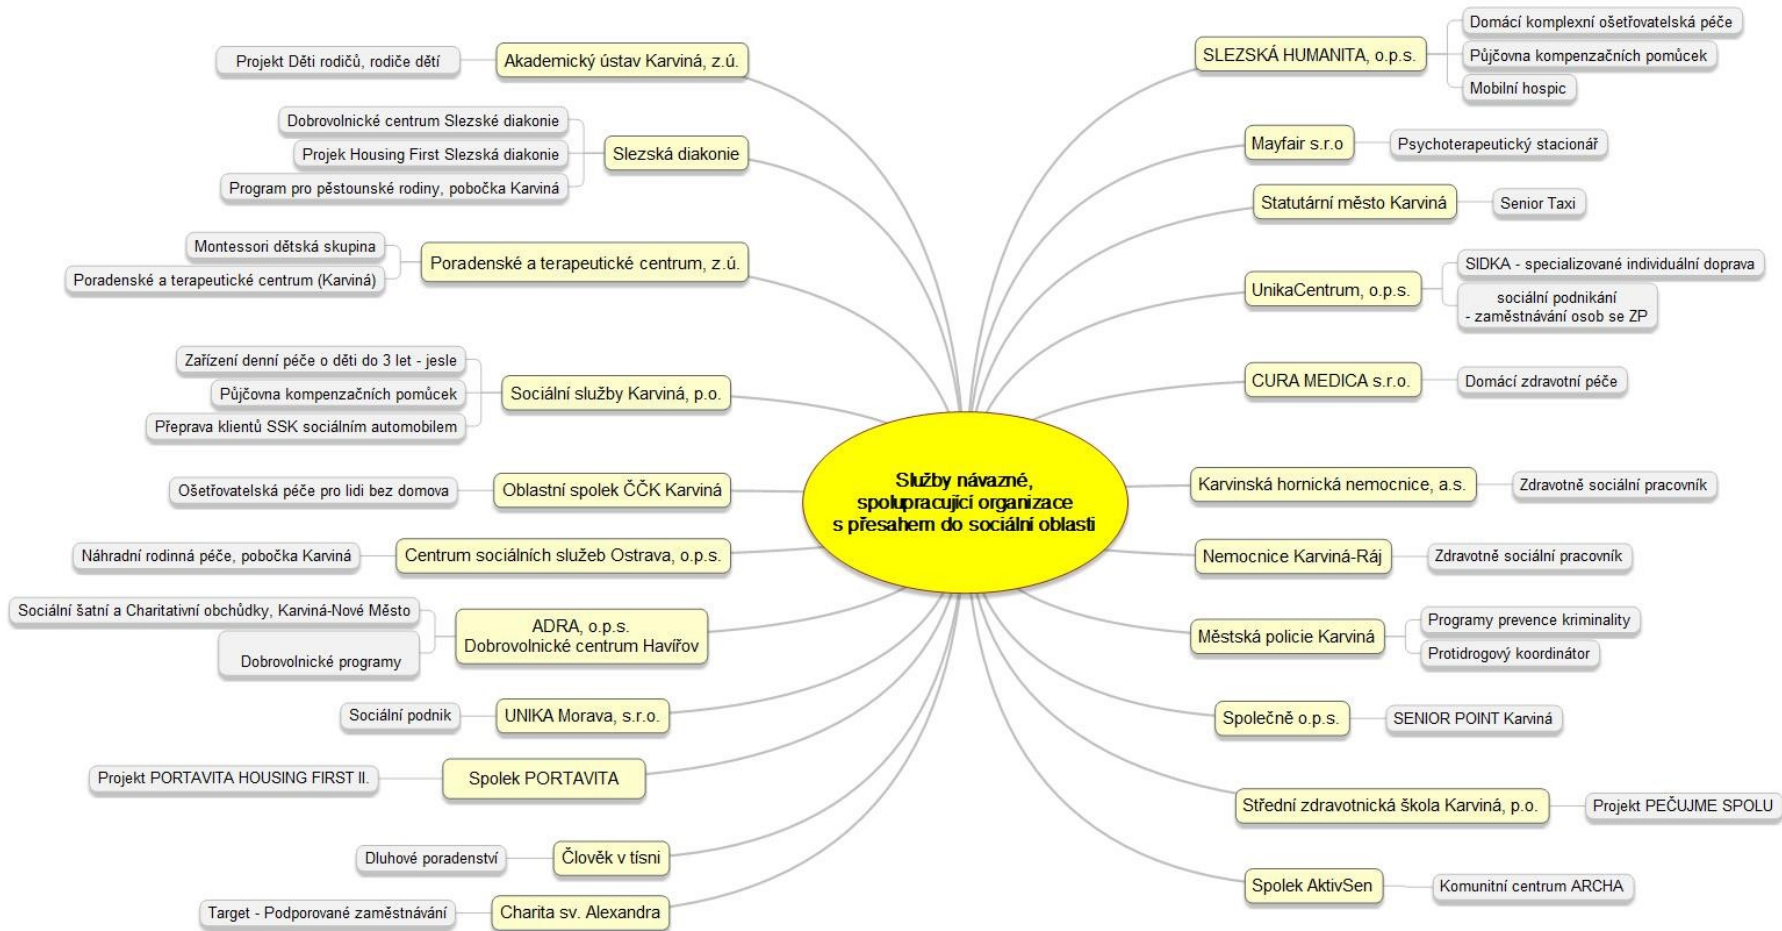 Služby návazné,
spolupracující organizace
s přesahem do sociální oblasti
Akademický ústav Karviná, z.ú.
Projekt Děti rodičů, rodiče dětí
Slezská diakonie
Dobrovolnické centrum Slezské diakonie
Projek Housing First Slezská diakonie
Program pro pěstounské rodiny, pobočka Karviná
Poradenské a terapeutické centrum, z.ú.
Montessori dětská skupina
Poradenské a terapeutické centrum (Karviná)
Sociální služby Karviná, p.o.
Zařízení denní péče o děti do 3 let - jesle
Půjčovna kompenzačních pomůcek
Přeprava klientů SSK sociálním automobilem
Oblastní spolek ČČK Karviná
Ošetřovatelská péče pro lidi bez domova
Centrum sociálních služeb Ostrava, o.p.s.
Náhradní rodinná péče, pobočka Karviná
ADRA, o.p.s.
Dobrovolnické centrum Havířov
Sociální šatní a Charitativní obchůdky, Karviná-Nové Město
Dobrovolnické programy
UNIKA Morava, s.r.o.
Sociální podnik
Spolek PORTAVITA
Projekt PORTAVITA HOUSING FIRST II.
Člověk v tísni
Dluhové poradenství
Charita sv. Alexandra
Target - Podporované zaměstnávání
SLEZSKÁ HUMANITA, o.p.s.
Domácí komplexní ošetřovatelská péče
Půjčovna kompenzačních pomůcek
Mobilní hospic
Mayfair s.r.o
Psychoterapeutický stacionář
Statutární město Karviná
Senior Taxi
UnikaCentrum, o.p.s.
SIDKA - specializované individuální doprava
sociální podnikání
- zaměstnávání osob se ZP
CURA MEDICA s.r.o.
Domácí zdravotní péče
Karvinská hornická nemocnice, a.s.
Zdravotně sociální pracovník
Nemocnice Karviná-Ráj
Zdravotně sociální pracovník
Městská policie Karviná
Programy prevence kriminality
Protidrogový koordinátor
Společně o.p.s.
SENIOR POINT Karviná
Střední zdravotnická škola Karviná, p.o.
Projekt PEČUJME SPOLU
Spolek AktivSen
Komunitní centrum ARCHA